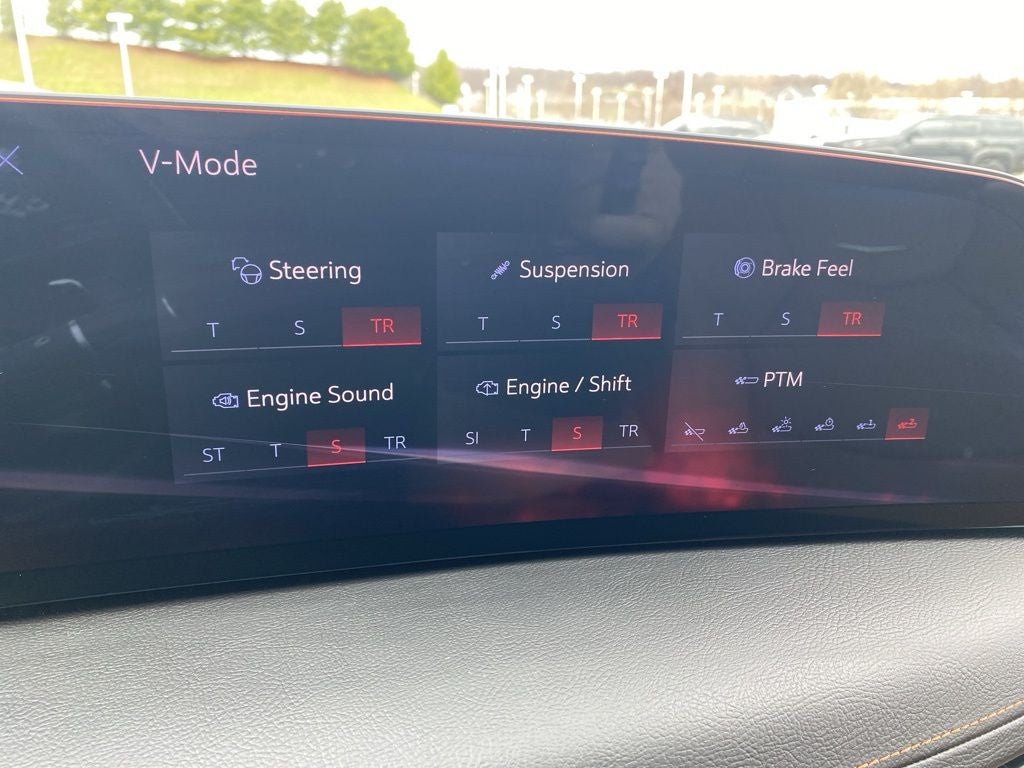 V-Mode
Steering
T S TR
Suspension
T S TR
Brake Feel
T S TR
Engine Sound
ST T S TR
Engine / Shift
SI T S TR
PTM